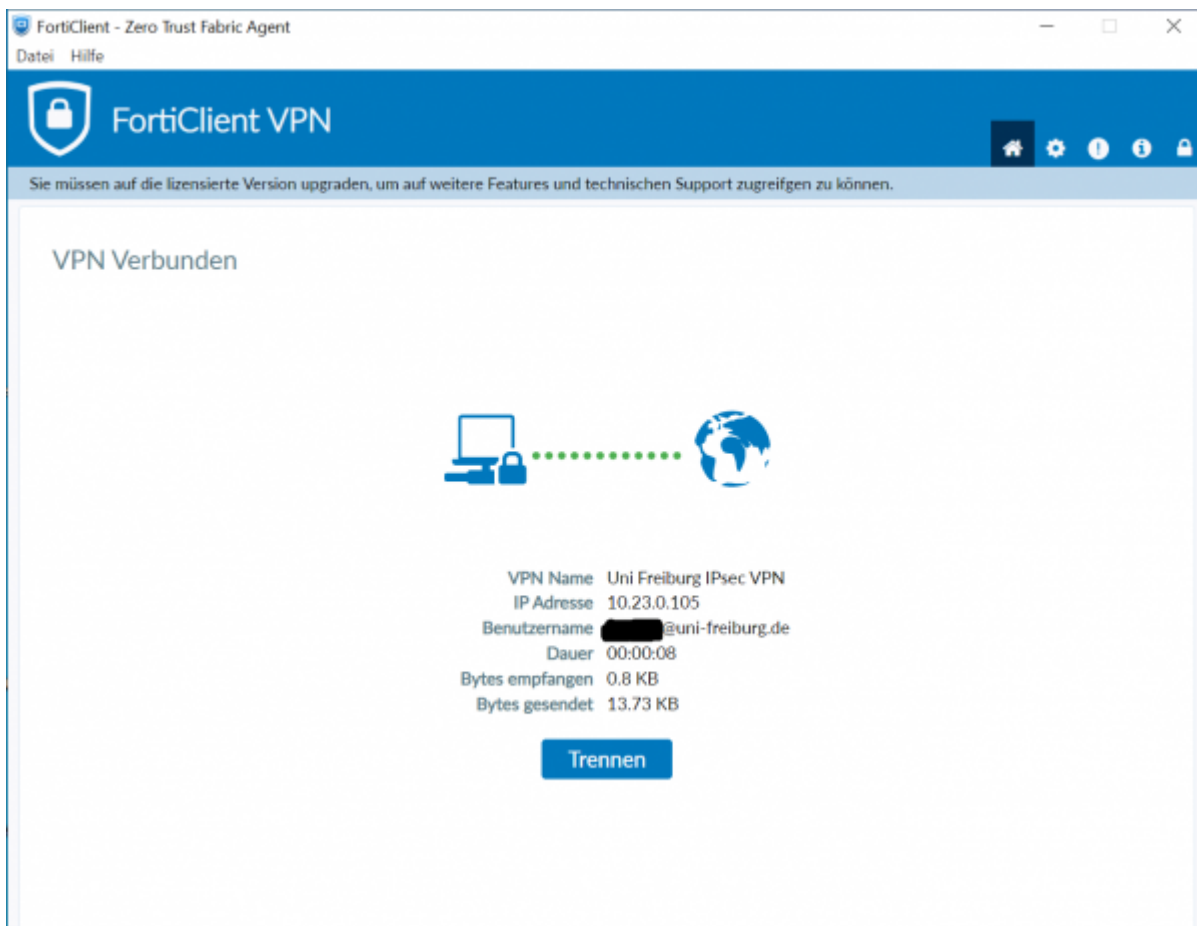 FortiClient - Zero Trust Fabric Agent
Datei Hilfe
FortiClient VPN
Sie müssen auf die lizensierte Version upgraden, um auf weitere Features und technischen Support zugreifgen zu können.
VPN Verbunden
VPN Name Uni Freiburg IPsec VPN
IP Adresse 10.23.0.105
Benutzername @uni-freiburg.de
Dauer 00:00:08
Bytes empfangen 0.8 KB
Bytes gesendet 13.73 KB
Trennen